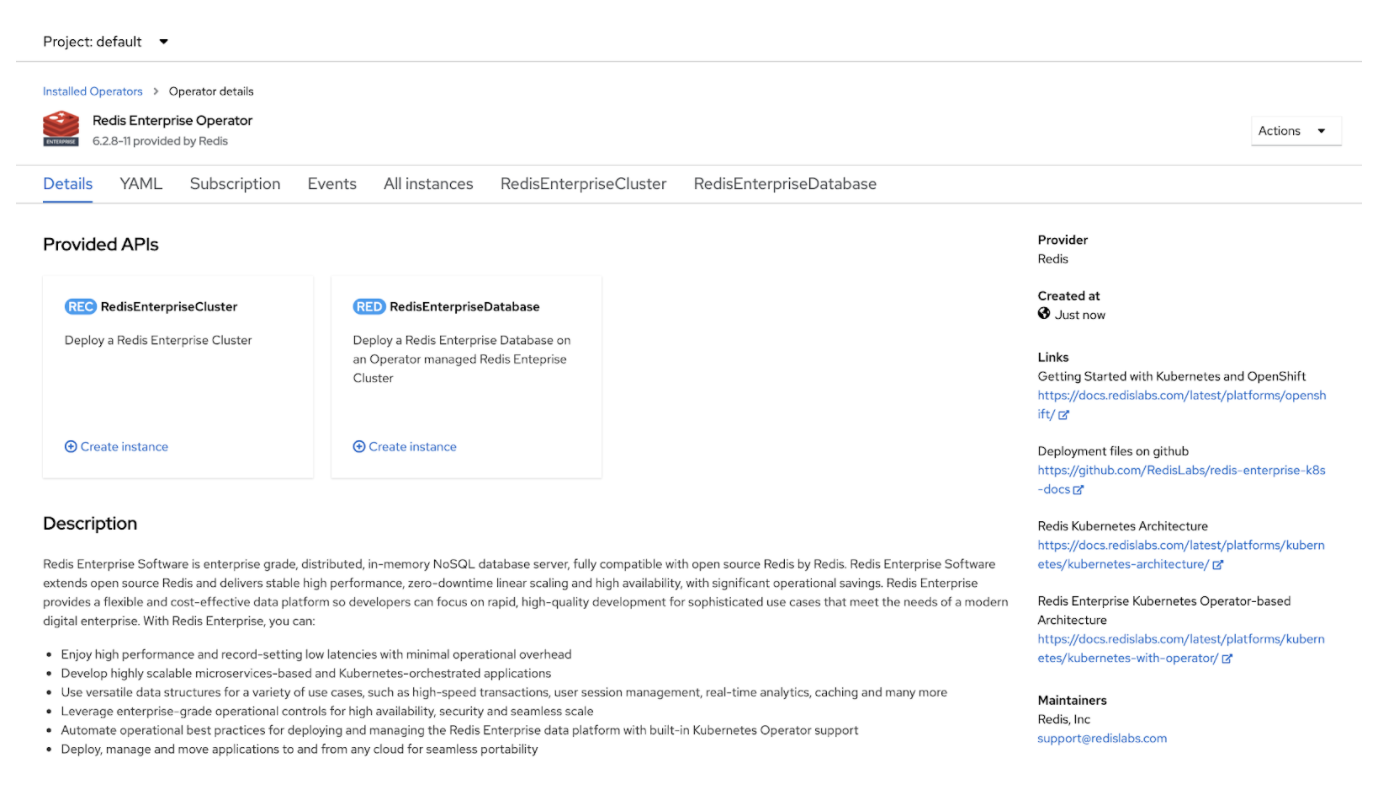 Project: default
Installed Operators > Operator details
Redis Enterprise Operator
6.2.8-11 provided by Redis
ENTERPRISE
Actions
Details YAML Subscription Events All instances RedisEnterpriseCluster RedisEnterpriseDatabase
Provided APIs
REC RedisEnterpriseCluster
Deploy a Redis Enterprise Cluster
Create instance
RED RedisEnterpriseDatabase
Deploy a Redis Enterprise Database on
an Operator managed Redis Enteprise
Cluster
Create instance
Description
Redis Enterprise Software is enterprise grade, distributed, in-memory NoSQL database server, fully compatible with open source Redis by Redis. Redis Enterprise Software
extends open source Redis and delivers stable high performance, zero-downtime linear scaling and high availability, with significant operational savings. Redis Enterprise
provides a flexible and cost-effective data platform so developers can focus on rapid, high-quality development for sophisticated use cases that meet the needs of a modern
digital enterprise. With Redis Enterprise, you can:
• Enjoy high performance and record-setting low latencies with minimal operational overhead
• Develop highly scalable microservices-based and Kubernetes-orchestrated applications
• Use versatile data structures for a variety of use cases, such as high-speed transactions, user session management, real-time analytics, caching and many more
• Leverage enterprise-grade operational controls for high availability, security and seamless scale
• Automate operational best practices for deploying and managing the Redis Enterprise data platform with built-in Kubernetes Operator support
• Deploy, manage and move applications to and from any cloud for seamless portability
Provider
Redis
Created at
Just now
Links
Getting Started with Kubernetes and OpenShift
https://docs.redislabs.com/latest/platforms/opensh
ift/
Deployment files on github
https://github.com/RedisLabs/redis-enterprise-k8s
-docs
Redis Kubernetes Architecture
https://docs.redislabs.com/latest/platforms/kubern
etes/kubernetes-architecture/
Redis Enterprise Kubernetes Operator-based
Architecture
https://docs.redislabs.com/latest/platforms/kubern
etes/kubernetes-with-operator/
Maintainers
Redis, Inc
support@redislabs.com